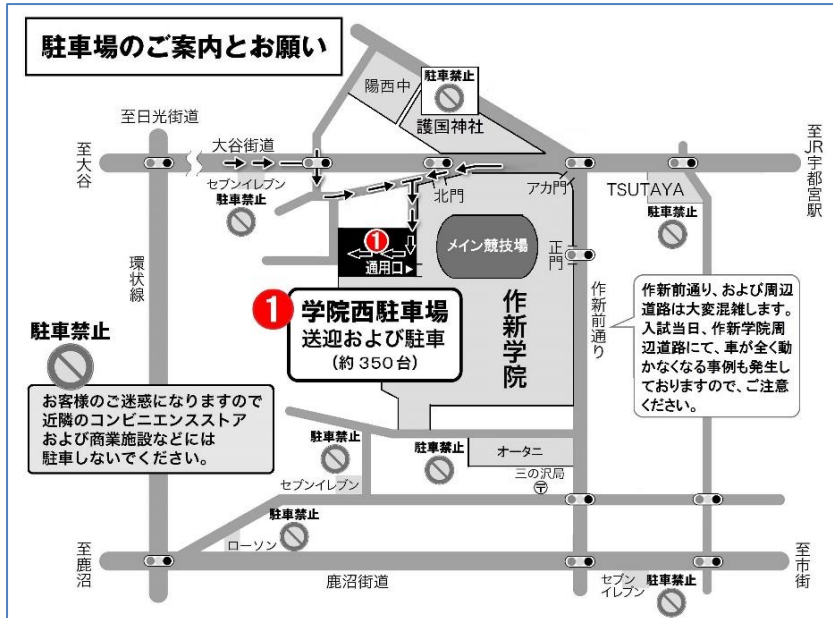 駐車場のご案内とお願い
駐車禁止
陽西中
護国神社
至日光街道
大谷街道
至大谷
至JR宇都宮駅
セブンイレブン
駐車禁止
北門
アカ門
TSUTAYA
駐車禁止
メイン競技場
正門
1
通用口
環状線
1 学院西駐車場
送迎および駐車
(約350台)
作新学院
作新前通り
作新前通り、および周辺
道路は大変混雑します。
入試当日、作新学院周
辺道路にて、車が全く動
かなくなる事例も発生し
ておりますので、ご注意
ください。
駐車禁止
お客様のご迷惑になりますので
近隣のコンビニエンスストア
および商業施設などには
駐車しないでください。
駐車禁止
セブンイレブン
駐車禁止
オータニ
三の沢局
〒
駐車禁止
ローソン
至鹿沼
鹿沼街道
セブン
イレブン
駐車禁止
至市街